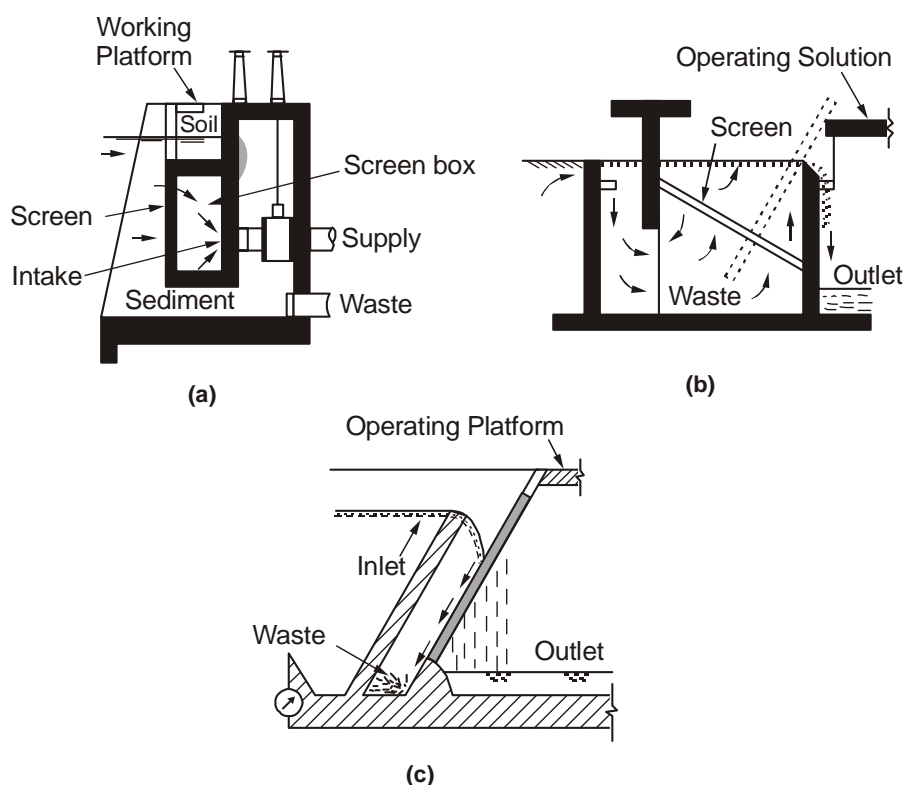 Working
Platform
Soil
Screen box
Screen
Supply
Intake
Sediment
Waste
(a)
Operating Solution
Screen
Waste
Outlet
(b)
Operating Platform
Inlet
Waste
Outlet
(c)